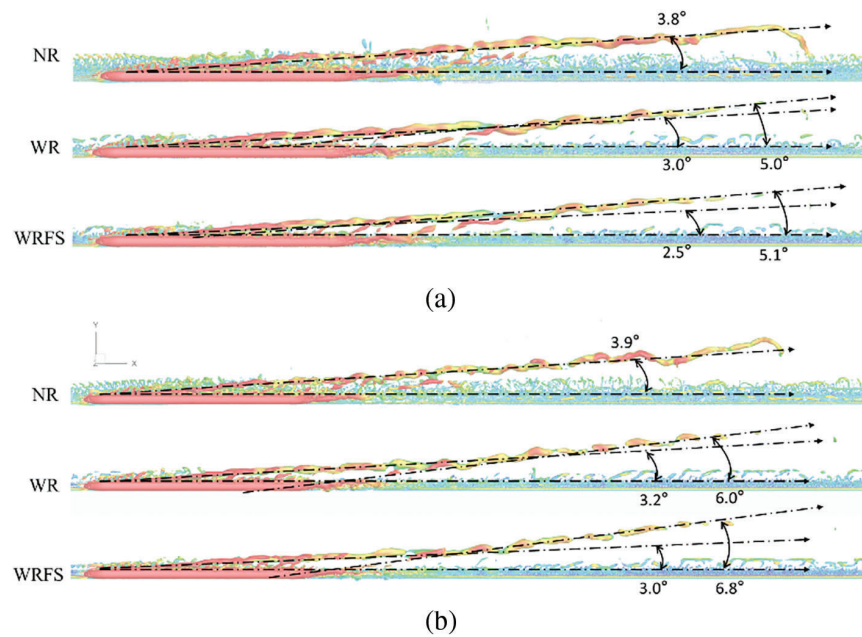 3.8°
NR
WR
3.0° 5.0°
WRFS
2.5° 5.1°
(a)
Y
Z X
3.9°
NR
WR
3.2° 6.0°
WRFS
3.0° 6.8°
(b)